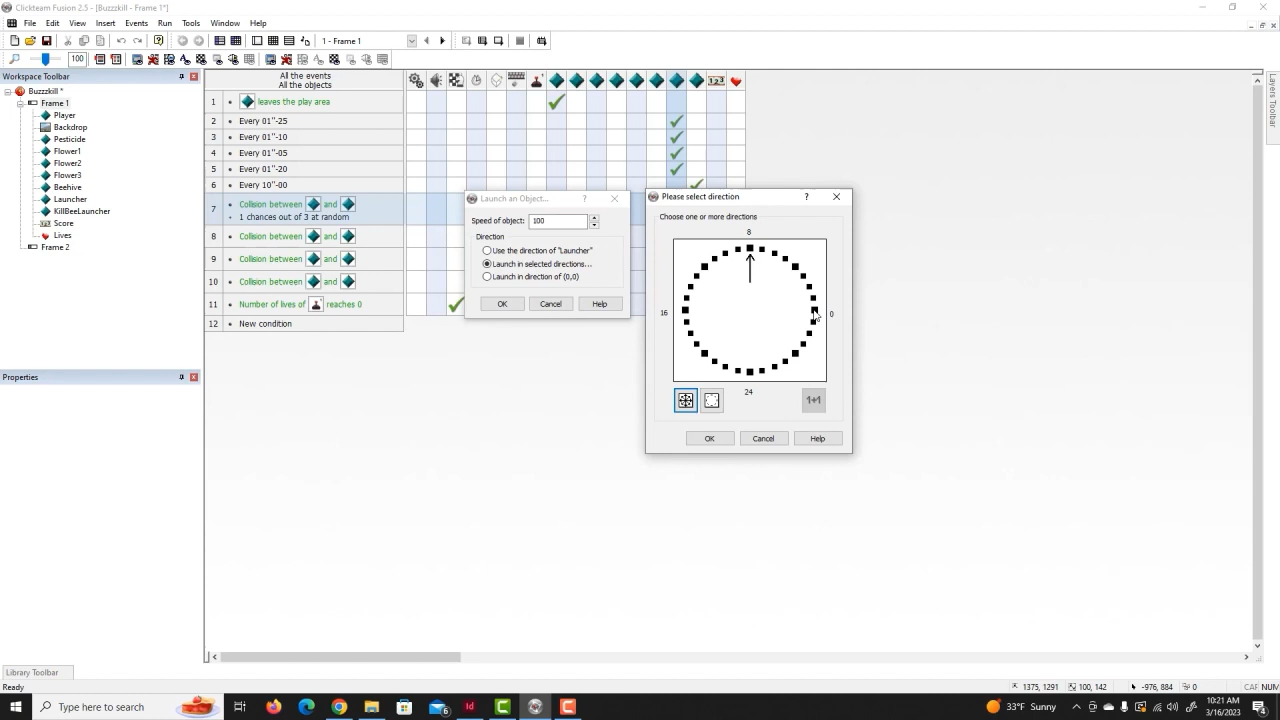 Clickteam Fusion 2.5 - [Buzzzkill - Frame 1*]
File Edit View Insert Events Run Tools Window Help
1 - Frame 1
100
Workspace Toolbar
All the events
All the objects
Buzzzkill *
Frame 1
Player
Backdrop
Pesticide
Flower1
Flower2
Flower3
Beehive
Launcher
KillBeeLauncher
Score
Lives
Frame 2
1 leaves the play area
2 Every 01"-25
3 Every 01"-10
4 Every 01"-05
5 Every 01"-20
6 Every 10"-00
7 Collision between and
1 chances out of 3 at random
8 Collision between and
9 Collision between and
10 Collision between and
11 Number of lives of reaches 0
12 New condition
123
Launch an Object... ?
Speed of object: 100
Direction
Use the direction of "Launcher"
Launch in selected directions...
Launch in direction of (0,0)
OK Cancel Help
Please select direction ?
Choose one or more directions
8
16
0
24
1+1
OK Cancel Help
Properties
Layers Toolbar
Library Toolbar
Ready
1375, 1291 100, 142 -976, 884 0 CAF NUM
Type here to search
6
Id
C
C
33°F Sunny
10:21 AM
3/16/2023
4